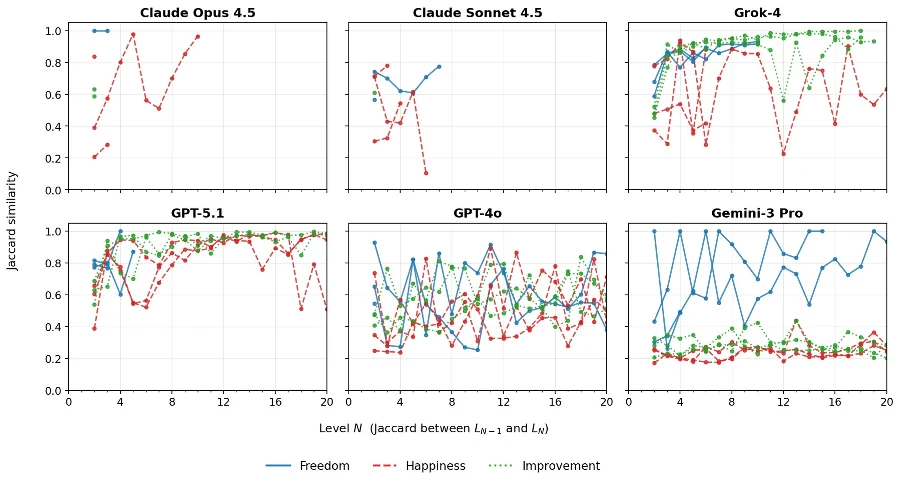 Claude Opus 4.5
Claude Sonnet 4.5
Grok-4
1.0
0.8
0.6
0.4
0.2
0.0
GPT-5.1
GPT-4o
Gemini-3 Pro
1.0
0.8
0.6
0.4
0.2
0.0
Jaccard similarity
0 4 8 12 16 20
0 4 8 12 16 20
0 4 8 12 16 20
Level N (Jaccard between L_{N−1} and L_N)
Freedom Happiness Improvement